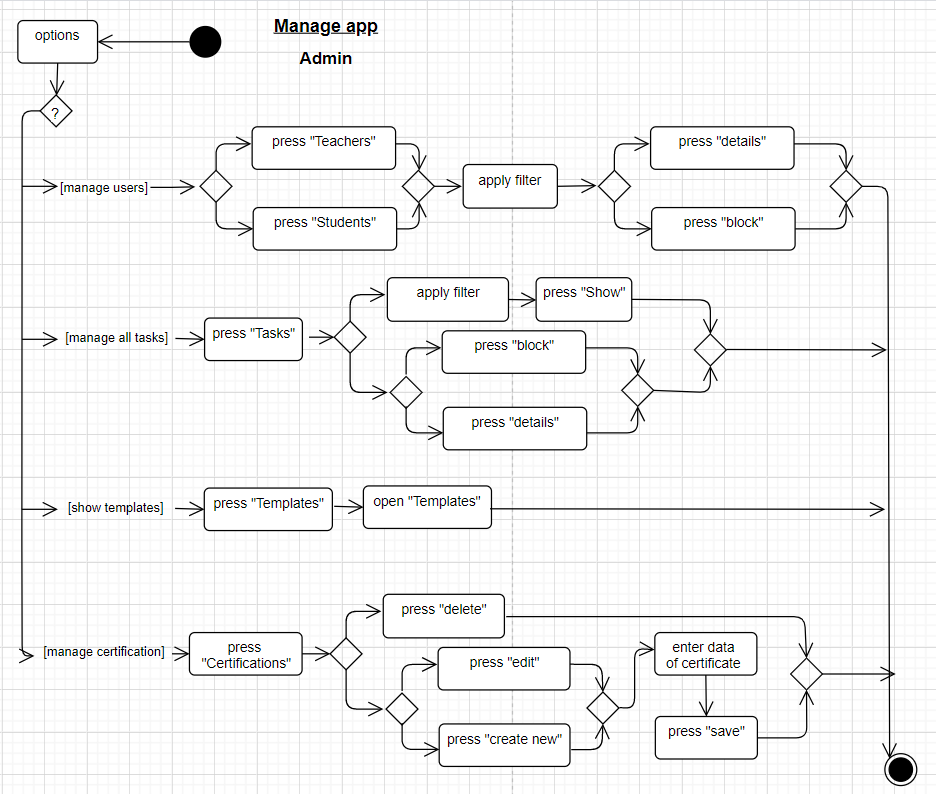 Manage app
Admin
options
?
[manage users]
press "Teachers"
press "Students"
apply filter
press "details"
press "block"
[manage all tasks]
press "Tasks"
apply filter
press "Show"
press "block"
press "details"
[show templates]
press "Templates"
open "Templates"
[manage certification]
press
"Certifications"
press "delete"
press "edit"
press "create new"
enter data
of certificate
press "save"